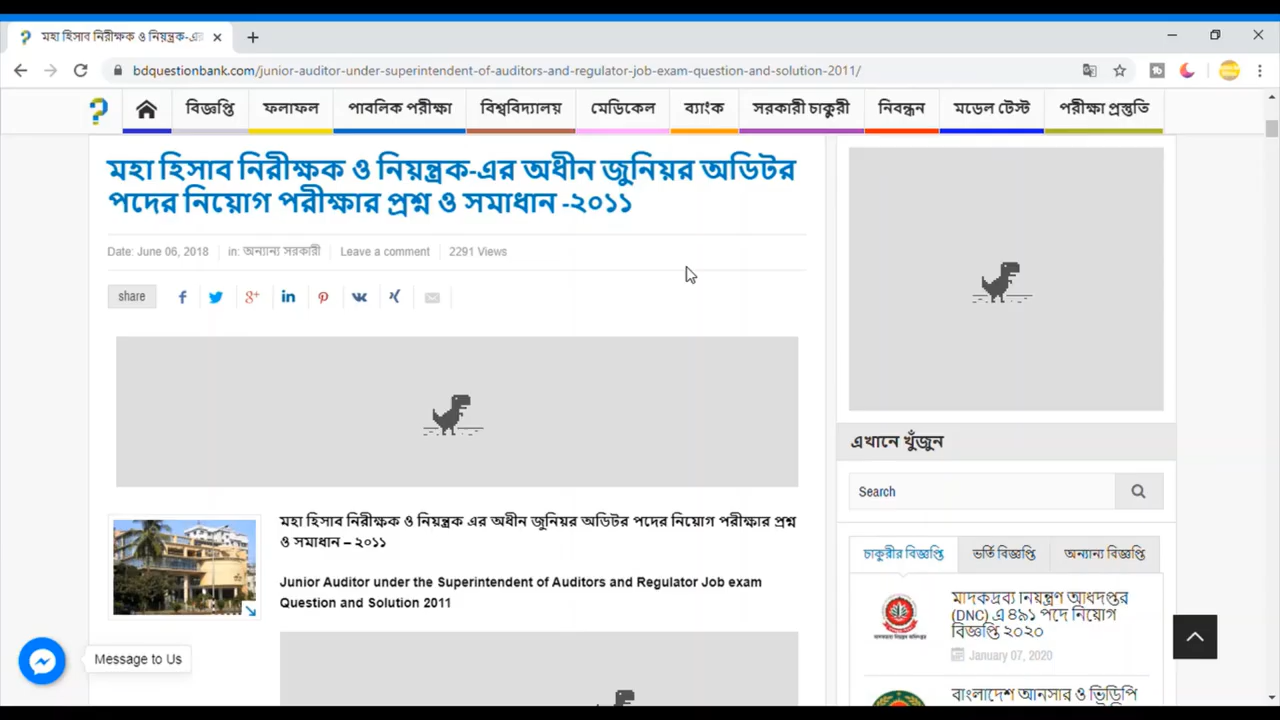 মহা হিসাব নিরীক্ষক ও নিয়ন্ত্রক-এর
bdquestionbank.com/junior-auditor-under-superintendent-of-auditors-and-regulator-job-exam-question-and-solution-2011/
বিজ্ঞপ্তি ফলাফল পাবলিক পরীক্ষা বিশ্ববিদ্যালয় মেডিকেল ব্যাংক সরকারী চাকুরী নিবন্ধন মডেল টেস্ট পরীক্ষা প্রস্তুতি
মহা হিসাব নিরীক্ষক ও নিয়ন্ত্রক-এর অধীন জুনিয়র অডিটর
পদের নিয়োগ পরীক্ষার প্রশ্ন ও সমাধান -২০১১
Date: June 06, 2018 in: অন্যান্য সরকারী Leave a comment 2291 Views
share
মহা হিসাব নিরীক্ষক ও নিয়ন্ত্রক এর অধীন জুনিয়র অডিটর পদের নিয়োগ পরীক্ষার প্রশ্ন
ও সমাধান – ২০১১
Junior Auditor under the Superintendent of Auditors and Regulator Job exam
Question and Solution 2011
Message to Us
এখানে খুঁজুন
Search
চাকুরীর বিজ্ঞপ্তি ভর্তি বিজ্ঞপ্তি অন্যান্য বিজ্ঞপ্তি
মাদকদ্রব্য নিয়ন্ত্রণ অধিদপ্তর
(DNC) এ ৪৯১ পদে নিয়োগ
বিজ্ঞপ্তি ২০২০
January 07, 2020
বাংলাদেশ আনসার ও ভিডিপি